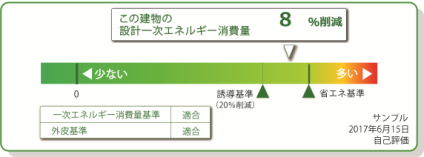 この建物の
設計一次エネルギー消費量 8 %削減
◀少ない 多い▶
0 誘導基準 省エネ基準
(20%削減)
一次エネルギー消費量基準 適合
外皮基準 適合
サンプル
2017年6月15日
自己評価